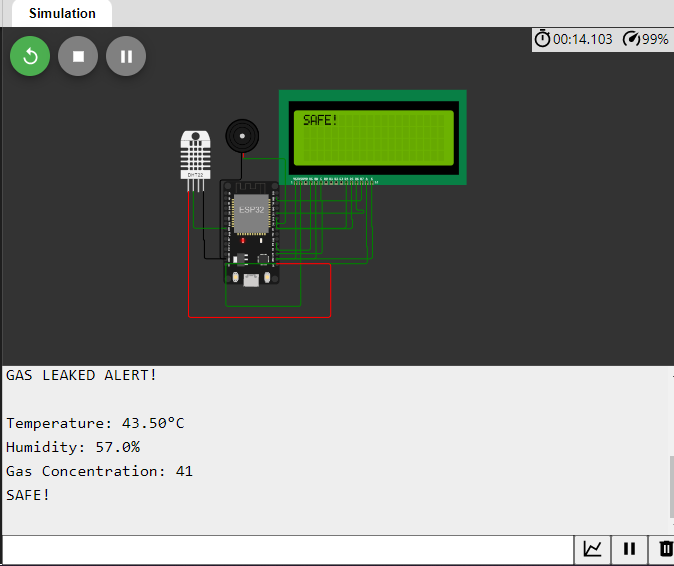 Simulation
00:14.103 99%
SAFE!
DHT22
ESP32
GAS LEAKED ALERT!
Temperature: 43.50°C
Humidity: 57.0%
Gas Concentration: 41
SAFE!